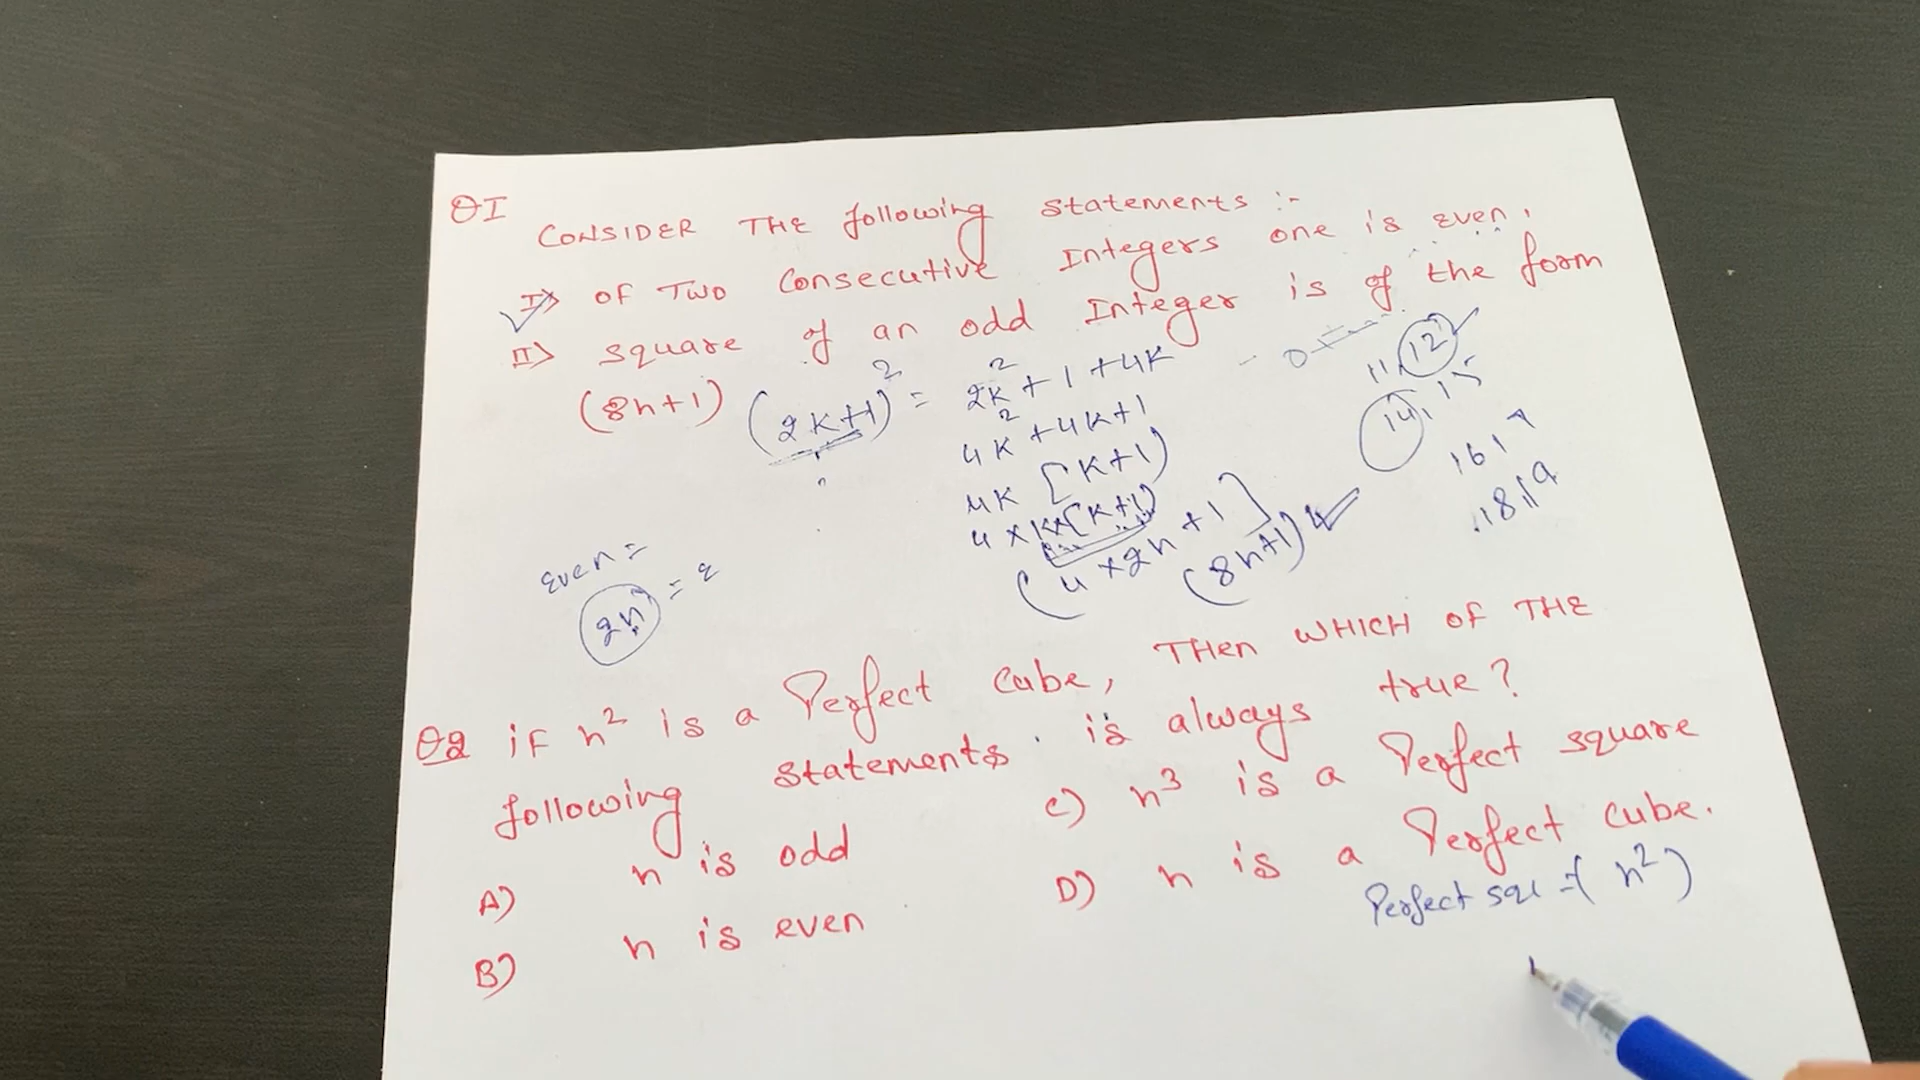 QI CONSIDER THE following statements :-
I> of TWO Consecutive Integers one is even.
II> square of an odd Integer is of the form
(8n+1) (2k+1)² = 2k² + 1 + 4k
4k² + 4k + 1
4k [k+1)
4 × k×[k+1)
(4 × 2n + 1]
(8n+1)
11, 12
14, 15
16 17
18, 19
even =
2n = ε
Q2 if n² is a Perfect Cube, THEN WHICH OF THE
following statements is always true?
A) n is odd
B) n is even
C) n³ is a Perfect square
D) n is a Perfect cube.
Perfect squ = ( n²)